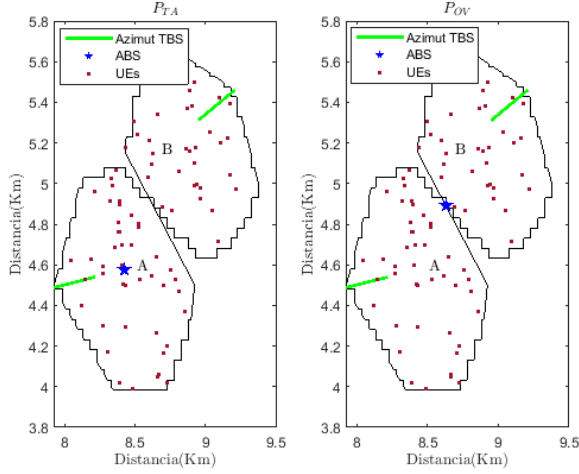 P_TA
5.8
5.6
5.4
5.2
5
4.8
4.6
4.4
4.2
4
3.8
Distancia(Km)
Azimut TBS
ABS
UEs
B
A
8
8.5
9
9.5
Distancia(Km)
P_OV
5.8
5.6
5.4
5.2
5
4.8
4.6
4.4
4.2
4
3.8
Distancia(Km)
Azimut TBS
ABS
UEs
B
A
8
8.5
9
9.5
Distancia(Km)